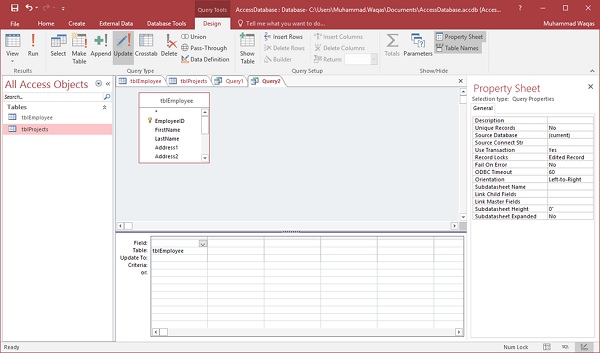 Query Tools
AccessDatabase : Database- C:\Users\Muhammad Waqas\Documents\AccessDatabase.accdb (Acces...
?
File Home Create External Data Database Tools Design Tell me what you want to do... Muhammad Waqas
View Run Select Make Table Append Update Crosstab Delete
Union
Pass-Through
Data Definition
Show Table
Insert Rows
Delete Rows
Builder
Insert Columns
Delete Columns
Return:
Totals Parameters
Property Sheet
Table Names
Results Query Type Query Setup Show/Hide
All Access Objects
Search...
Tables
tblEmployee
tblProjects
tblEmployee tblProjects Query1 Query2
tblEmployee
*
EmployeeID
FirstName
LastName
Address1
Address2
Field:
Table: tblEmployee
Update To:
Criteria:
or:
Property Sheet
Selection type: Query Properties
General
Description
Unique Records No
Source Database (current)
Source Connect Str
Use Transaction Yes
Record Locks Edited Record
Fail On Error No
ODBC Timeout 60
Orientation Left-to-Right
Subdatasheet Name
Link Child Fields
Link Master Fields
Subdatasheet Height 0"
Subdatasheet Expanded No
Ready Num Lock SQL